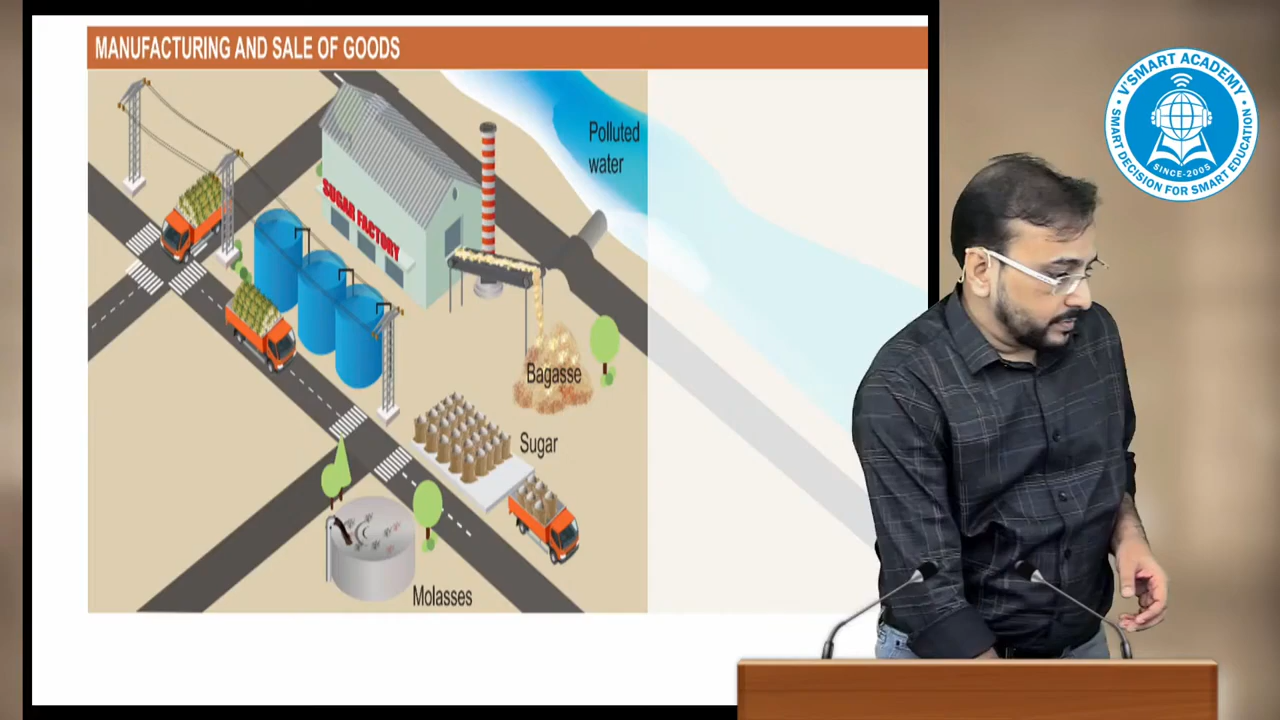 MANUFACTURING AND SALE OF GOODS
Polluted
water
SUGAR FACTORY
Bagasse
Sugar
Molasses
V'SMART ACADEMY
SINCE-2005
SMART DECISION FOR SMART EDUCATION